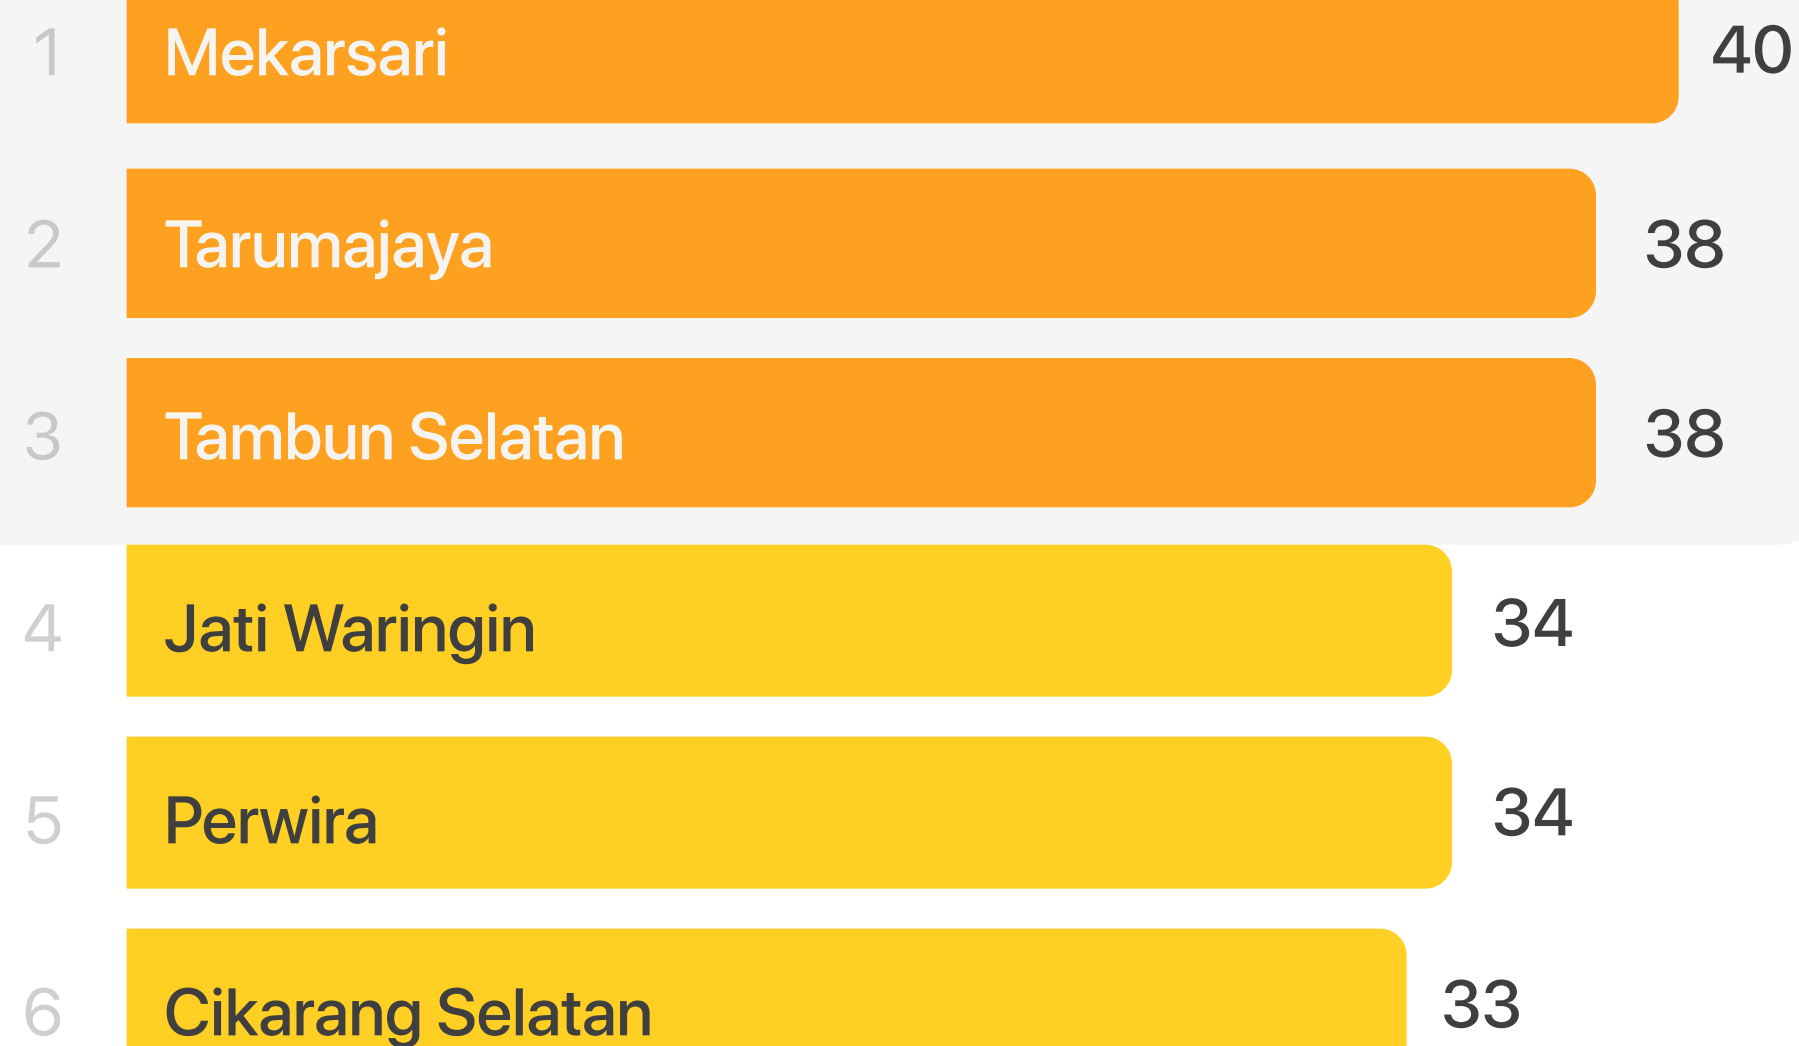 1 Mekarsari 40
2 Tarumajaya 38
3 Tambun Selatan 38
4 Jati Waringin 34
5 Perwira 34
6 Cikarang Selatan 33